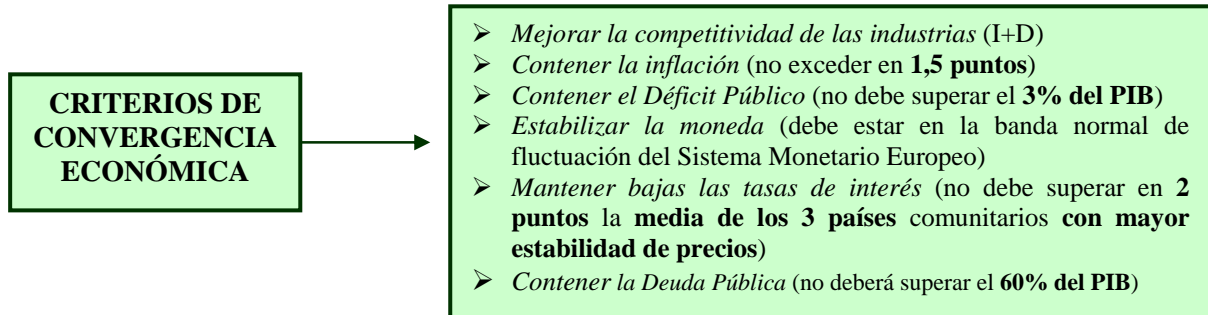 CRITERIOS DE
CONVERGENCIA
ECONÓMICA
➢ Mejorar la competitividad de las industrias (I+D)
➢ Contener la inflación (no exceder en 1,5 puntos)
➢ Contener el Déficit Público (no debe superar el 3% del PIB)
➢ Estabilizar la moneda (debe estar en la banda normal de
fluctuación del Sistema Monetario Europeo)
➢ Mantener bajas las tasas de interés (no debe superar en 2
puntos la media de los 3 países comunitarios con mayor
estabilidad de precios)
➢ Contener la Deuda Pública (no deberá superar el 60% del PIB)